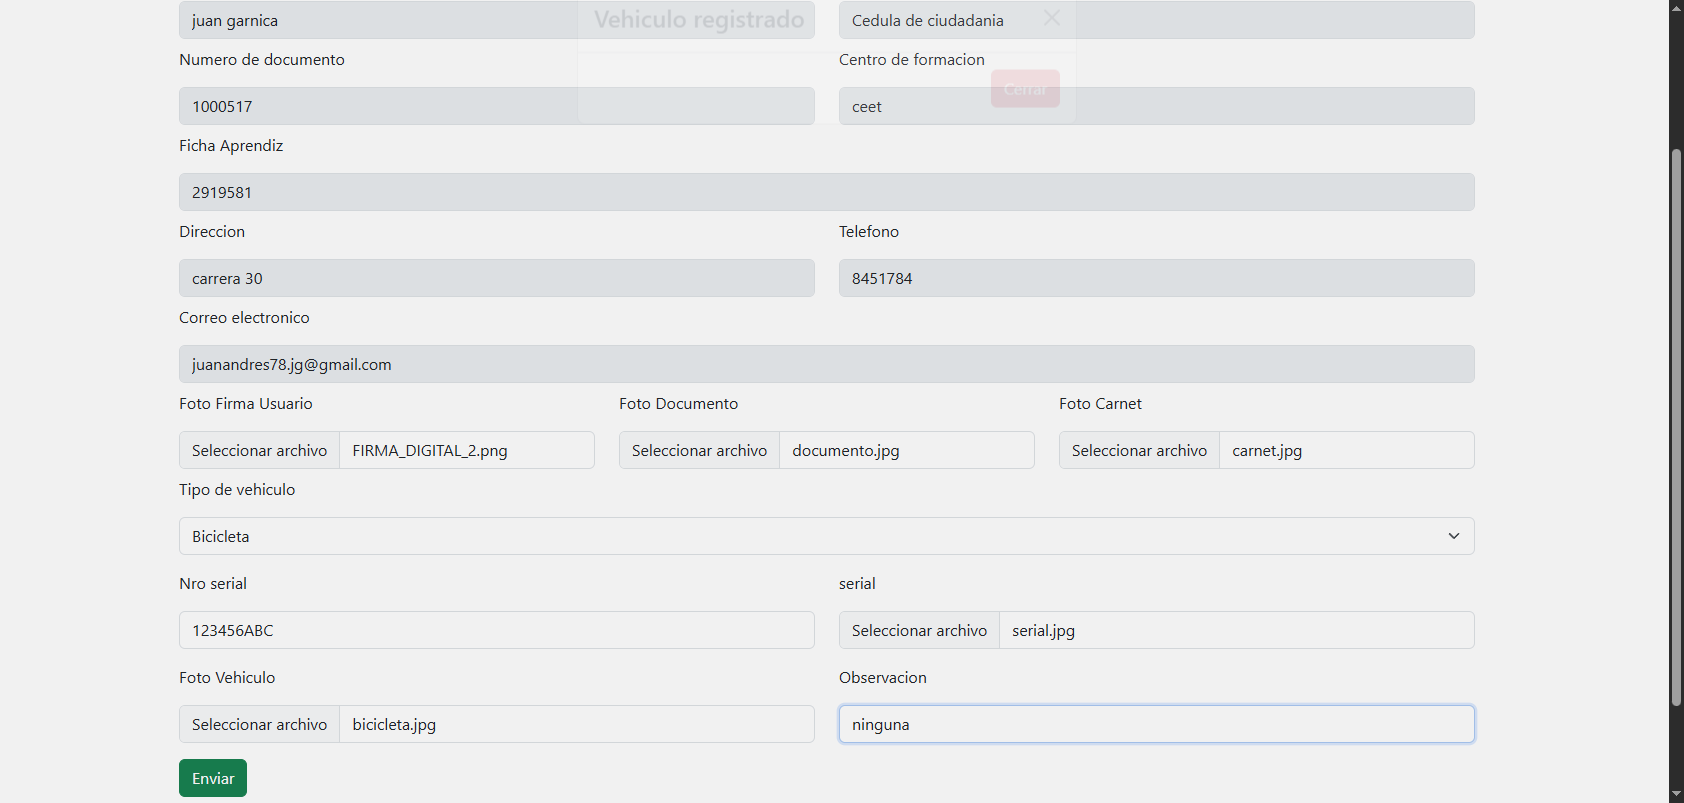 Vehiculo registrado
juan garnica
Cedula de ciudadania
Numero de documento
Centro de formacion
Cerrar
1000517
ceet
Ficha Aprendiz
2919581
Direccion
Telefono
carrera 30
8451784
Correo electronico
juanandres78.jg@gmail.com
Foto Firma Usuario
Foto Documento
Foto Carnet
Seleccionar archivo FIRMA_DIGITAL_2.png
Seleccionar archivo documento.jpg
Seleccionar archivo carnet.jpg
Tipo de vehiculo
Bicicleta
Nro serial
serial
123456ABC
Seleccionar archivo serial.jpg
Foto Vehiculo
Observacion
Seleccionar archivo bicicleta.jpg
ninguna
Enviar